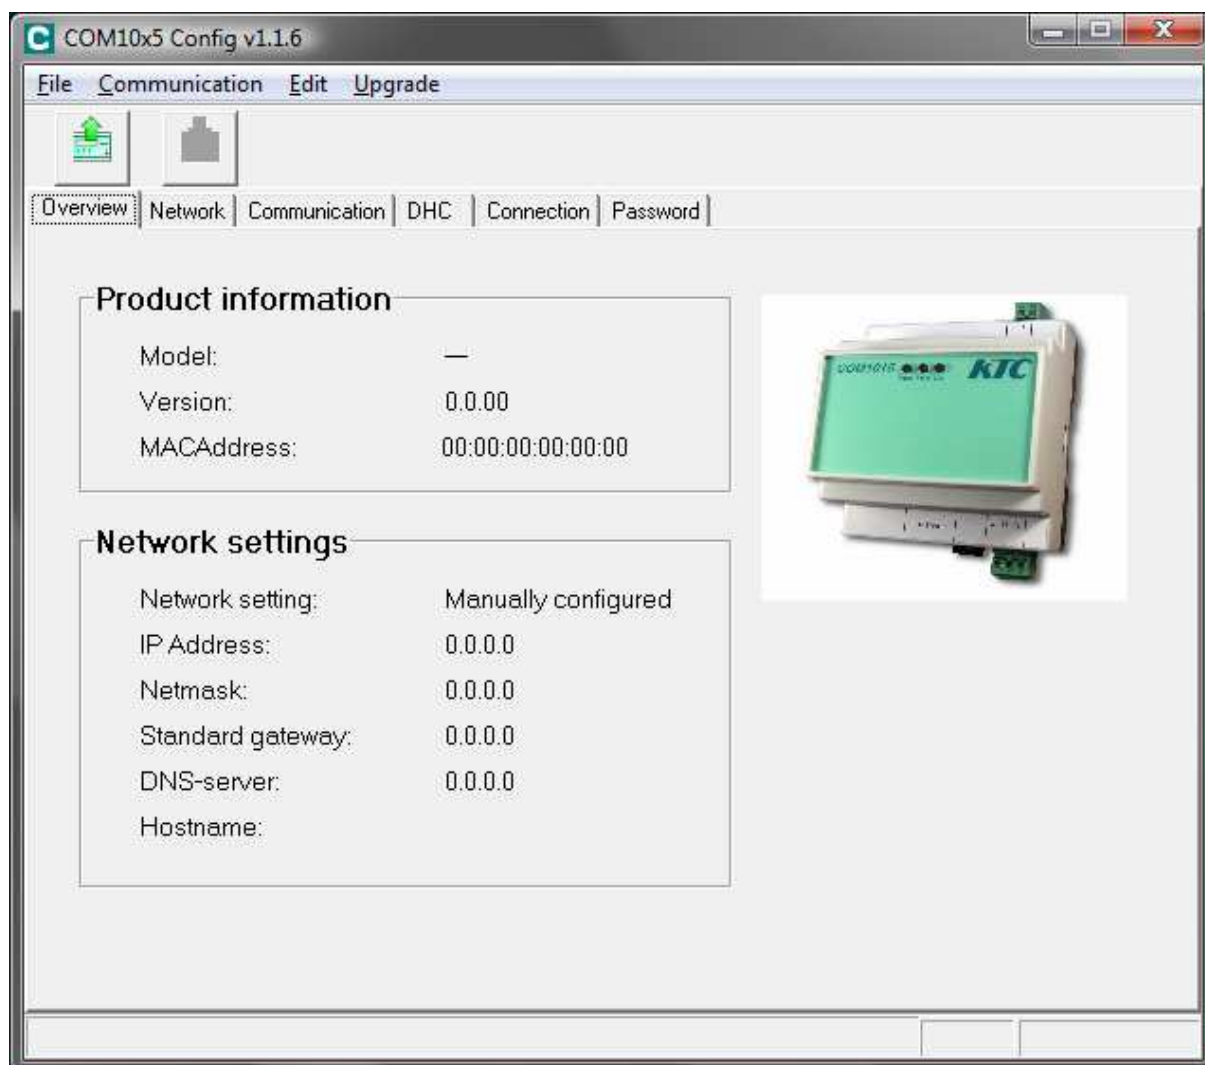 C COM10x5 Config v1.1.6
File Communication Edit Upgrade
Overview Network Communication DHC Connection Password
Product information
Model: —
Version: 0.0.00
MACAddress: 00:00:00:00:00:00
COM1015 KTC
Network settings
Network setting: Manually configured
IP Address: 0.0.0.0
Netmask: 0.0.0.0
Standard gateway: 0.0.0.0
DNS-server: 0.0.0.0
Hostname: